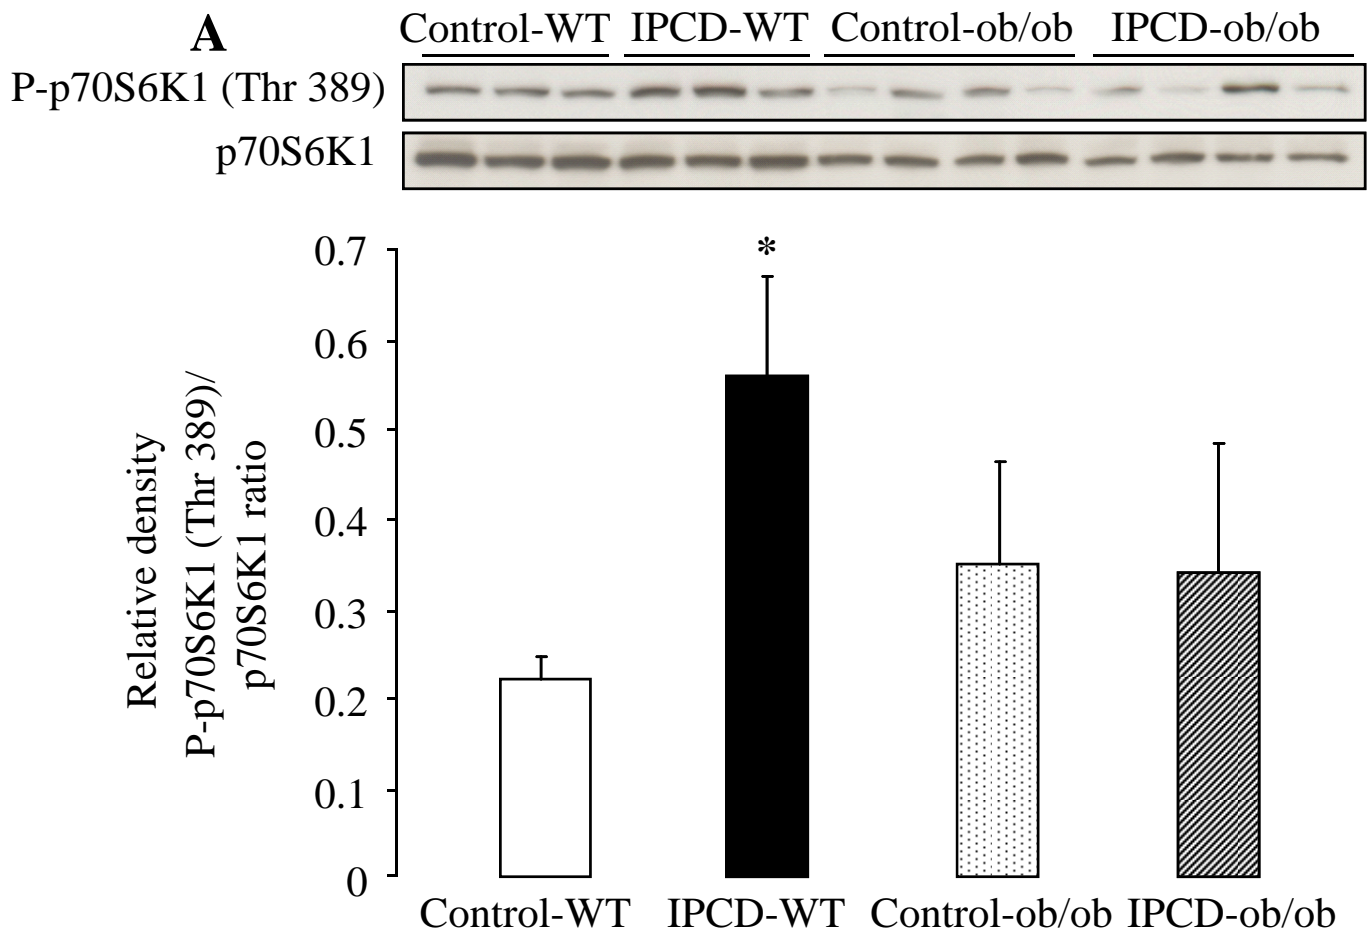 A
Control-WT IPCD-WT Control-ob/ob IPCD-ob/ob
P-p70S6K1 (Thr 389)
p70S6K1
*
0.7
0.6
0.5
0.4
0.3
0.2
0.1
0
Relative density
P-p70S6K1 (Thr 389)/
p70S6K1 ratio
Control-WT IPCD-WT Control-ob/ob IPCD-ob/ob